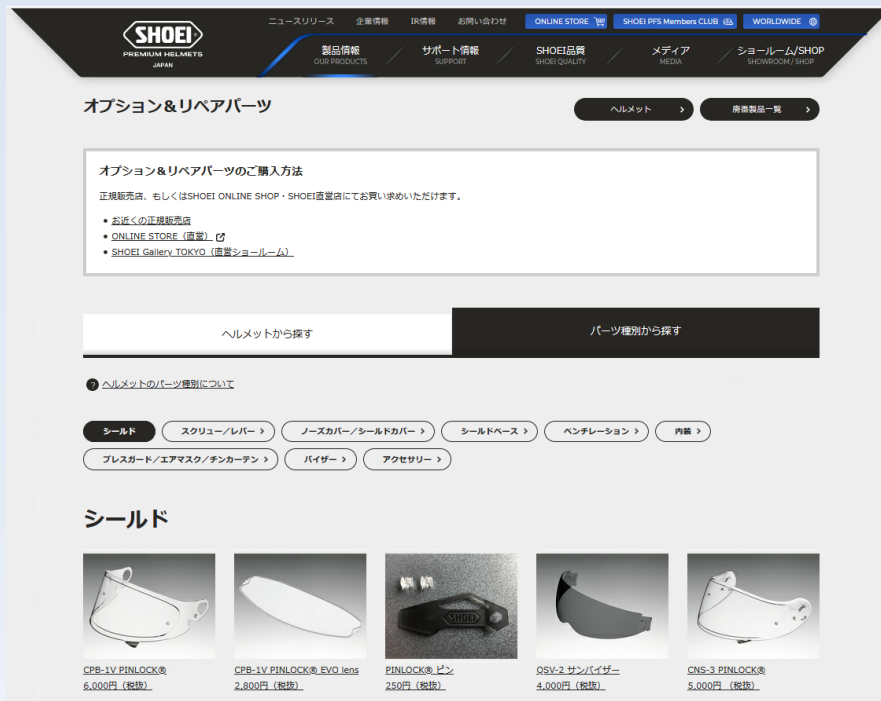 ニュースリリース 企業情報 IR情報 お問い合わせ ONLINE STORE SHOEI PFS Members CLUB WORLDWIDE
SHOEI
PREMIUM HELMETS
JAPAN
製品情報 サポート情報 SHOEI品質 メディア ショールーム/SHOP
OUR PRODUCTS SUPPORT SHOEI QUALITY MEDIA SHOWROOM / SHOP
オプション&リペアパーツ
ヘルメット > 廃番製品一覧 >
オプション&リペアパーツのご購入方法
正規販売店、もしくはSHOEI ONLINE SHOP・SHOEI直営店にてお買い求めいただけます。
• お近くの正規販売店
• ONLINE STORE（直営）
• SHOEI Gallery TOKYO（直営ショールーム）
ヘルメットから探す パーツ種別から探す
? ヘルメットのパーツ種別について
シールド スクリュー／レバー > ノーズカバー／シールドカバー > シールドベース > ベンチレーション > 内装 >
ブレスガード／エアマスク／チンカーテン > バイザー > アクセサリー >
シールド
SHOEI
CPB-1V PINLOCK® CPB-1V PINLOCK® EVO lens PINLOCK® ピン QSV-2 サンバイザー CNS-3 PINLOCK®
6,000円（税抜） 2,800円（税抜） 250円（税抜） 4,000円（税抜） 5,000円 （税抜）